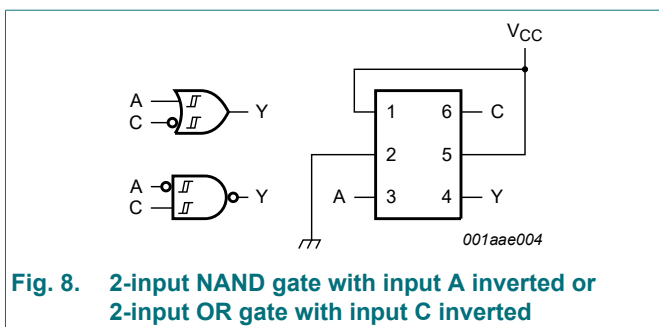 VCC
A
C
Y
A
C
Y
1 6 C
2 5
A 3 4 Y
001aae004
Fig. 8. 2-input NAND gate with input A inverted or
2-input OR gate with input C inverted